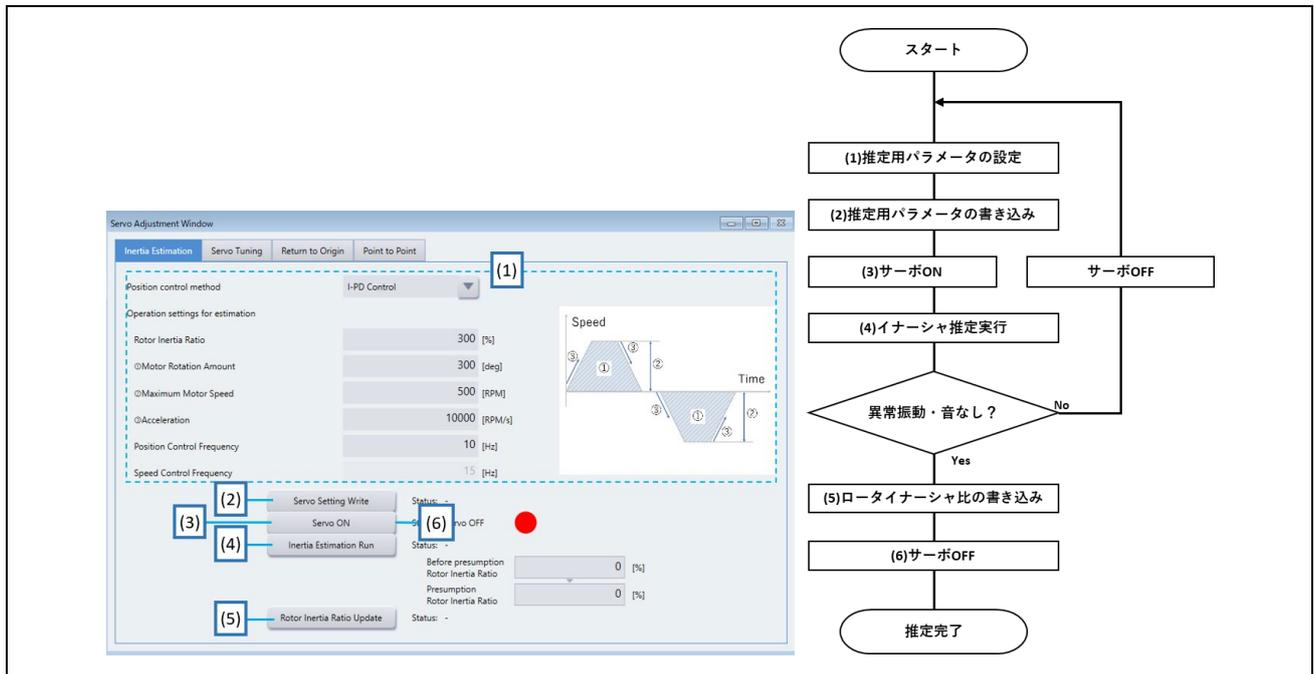 Servo Adjustment Window
Inertia Estimation Servo Tuning Return to Origin Point to Point
(1)
Position control method I-PD Control
Operation settings for estimation
Rotor Inertia Ratio 300 [%]
①Motor Rotation Amount 300 [deg]
②Maximum Motor Speed 500 [RPM]
③Acceleration 10000 [RPM/s]
Position Control Frequency 10 [Hz]
Speed Control Frequency 15 [Hz]
Speed
③ ① ③ ②
Time
③ ① ③ ②
(2) Servo Setting Write Status: -
(3) Servo ON (6) Servo OFF
(4) Inertia Estimation Run Status: -
Before presumption
Rotor Inertia Ratio 0 [%]
Presumption
Rotor Inertia Ratio 0 [%]
(5) Rotor Inertia Ratio Update Status: -
スタート
(1)推定用パラメータの設定
(2)推定用パラメータの書き込み
(3)サーボON
サーボOFF
(4)イナーシャ推定実行
異常振動・音なし？
No
Yes
(5)ロータイナーシャ比の書き込み
(6)サーボOFF
推定完了